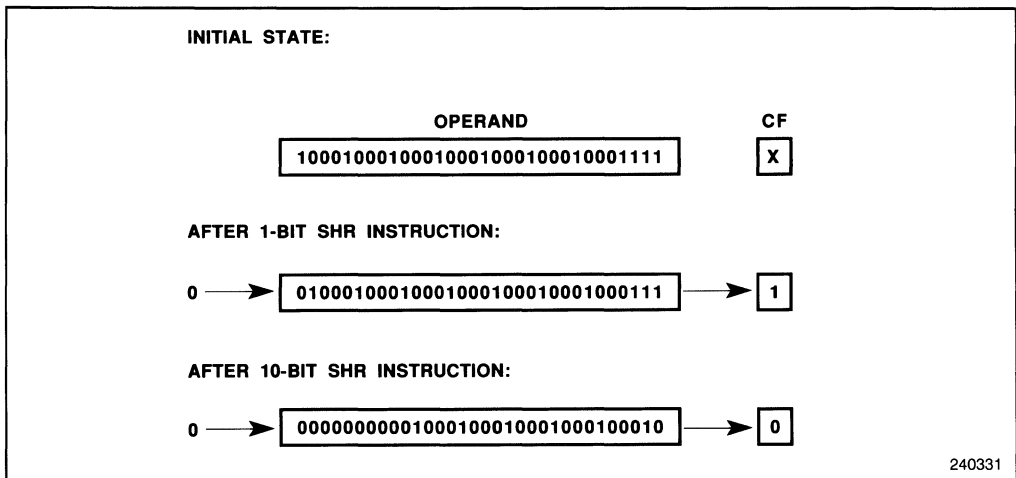 INITIAL STATE:
OPERAND CF
10001000100010001000100010001111 X
AFTER 1-BIT SHR INSTRUCTION:
0 01000100010001000100010001000111 1
AFTER 10-BIT SHR INSTRUCTION:
0 00000000001000100010001000100010 0
240331